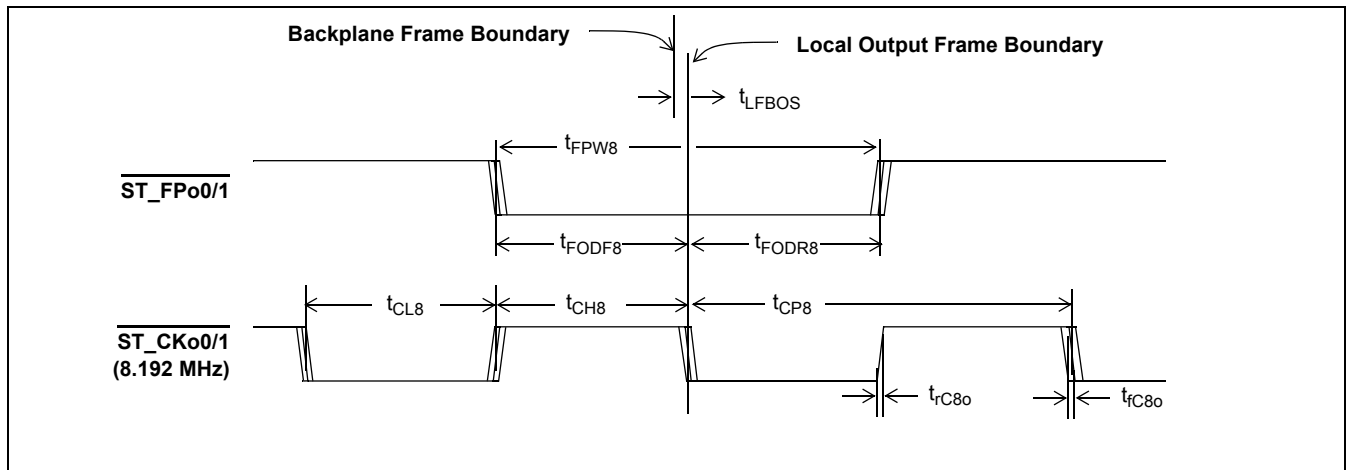 Backplane Frame Boundary
Local Output Frame Boundary
tLFBOS
tFPW8
ST_FPo0/1
tFODF8
tFODR8
tCL8
tCH8
tCP8
ST_CKo0/1
(8.192 MHz)
trC8o
tfC8o